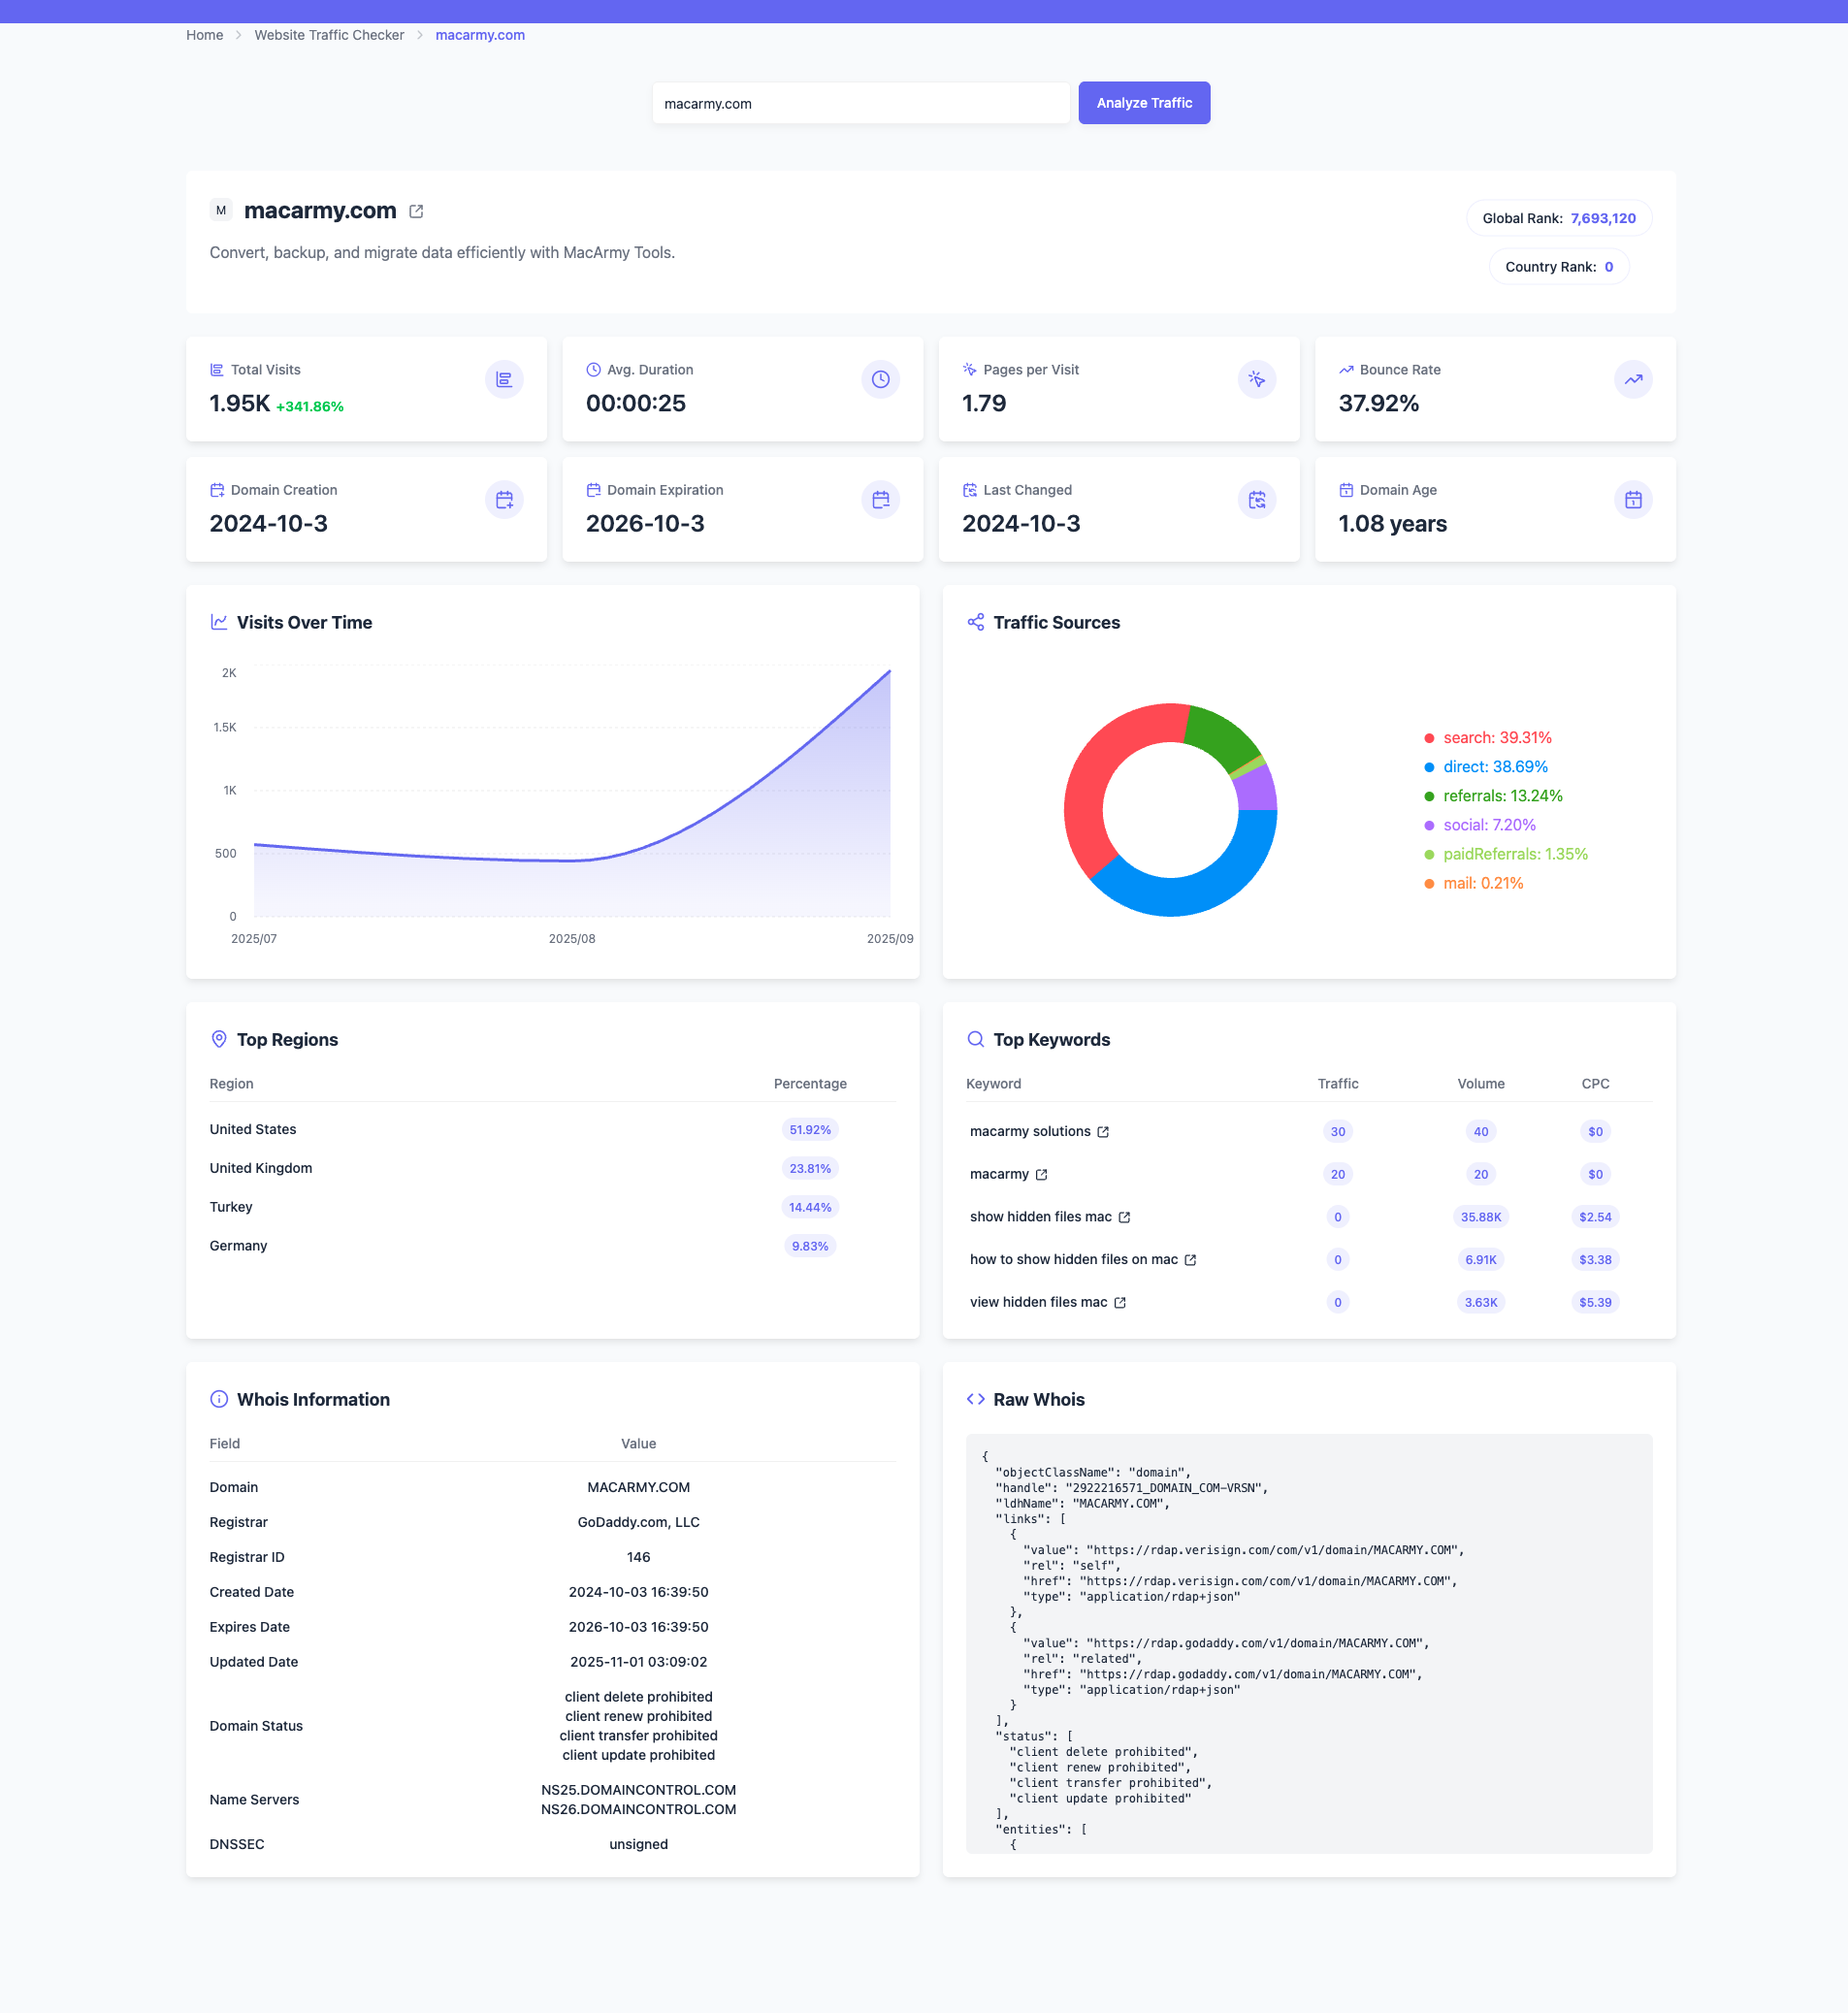 Home > Website Traffic Checker > macarmy.com
macarmy.com
Analyze Traffic
M macarmy.com
Convert, backup, and migrate data efficiently with MacArmy Tools.
Global Rank: 7,693,120
Country Rank: 0
Total Visits
1.95K +341.86%
Avg. Duration
00:00:25
Pages per Visit
1.79
Bounce Rate
37.92%
Domain Creation
2024-10-3
Domain Expiration
2026-10-3
Last Changed
2024-10-3
Domain Age
1.08 years
Visits Over Time
2K
1.5K
1K
500
0
2025/07 2025/08 2025/09
Traffic Sources
search: 39.31%
direct: 38.69%
referrals: 13.24%
social: 7.20%
paidReferrals: 1.35%
mail: 0.21%
Top Regions
Region Percentage
United States 51.92%
United Kingdom 23.81%
Turkey 14.44%
Germany 9.83%
Top Keywords
Keyword Traffic Volume CPC
macarmy solutions 30 40 $0
macarmy 20 20 $0
show hidden files mac 0 35.88K $2.54
how to show hidden files on mac 0 6.91K $3.38
view hidden files mac 0 3.63K $5.39
Whois Information
Field Value
Domain MACARMY.COM
Registrar GoDaddy.com, LLC
Registrar ID 146
Created Date 2024-10-03 16:39:50
Expires Date 2026-10-03 16:39:50
Updated Date 2025-11-01 03:09:02
Domain Status
client delete prohibited
client renew prohibited
client transfer prohibited
client update prohibited
Name Servers
NS25.DOMAINCONTROL.COM
NS26.DOMAINCONTROL.COM
DNSSEC unsigned
Raw Whois
{
"objectClassName": "domain",
"handle": "2922216571_DOMAIN_COM-VRSN",
"ldhName": "MACARMY.COM",
"links": [
{
"value": "https://rdap.verisign.com/com/v1/domain/MACARMY.COM",
"rel": "self",
"href": "https://rdap.verisign.com/com/v1/domain/MACARMY.COM",
"type": "application/rdap+json"
},
{
"value": "https://rdap.godaddy.com/v1/domain/MACARMY.COM",
"rel": "related",
"href": "https://rdap.godaddy.com/v1/domain/MACARMY.COM",
"type": "application/rdap+json"
}
],
"status": [
"client delete prohibited",
"client renew prohibited",
"client transfer prohibited",
"client update prohibited"
],
"entities": [
{